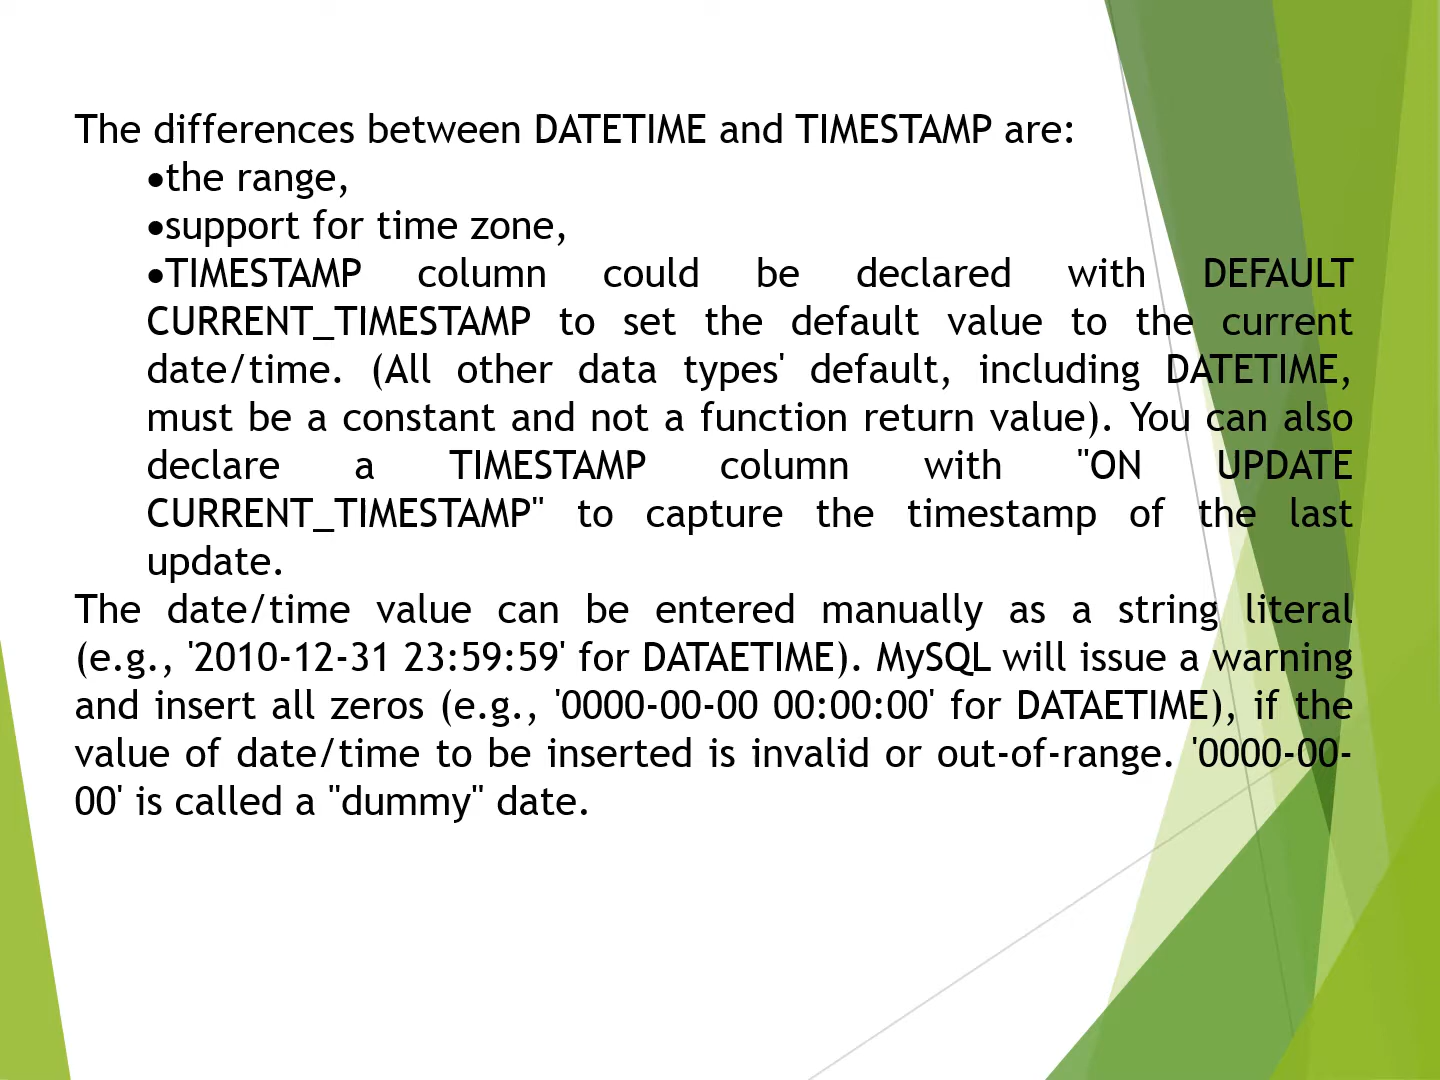 The differences between DATETIME and TIMESTAMP are:
•the range,
•support for time zone,
•TIMESTAMP column could be declared with DEFAULT
CURRENT_TIMESTAMP to set the default value to the current
date/time. (All other data types' default, including DATETIME,
must be a constant and not a function return value). You can also
declare a TIMESTAMP column with "ON UPDATE
CURRENT_TIMESTAMP" to capture the timestamp of the last
update.
The date/time value can be entered manually as a string literal
(e.g., '2010-12-31 23:59:59' for DATAETIME). MySQL will issue a warning
and insert all zeros (e.g., '0000-00-00 00:00:00' for DATAETIME), if the
value of date/time to be inserted is invalid or out-of-range. '0000-00-
00' is called a "dummy" date.